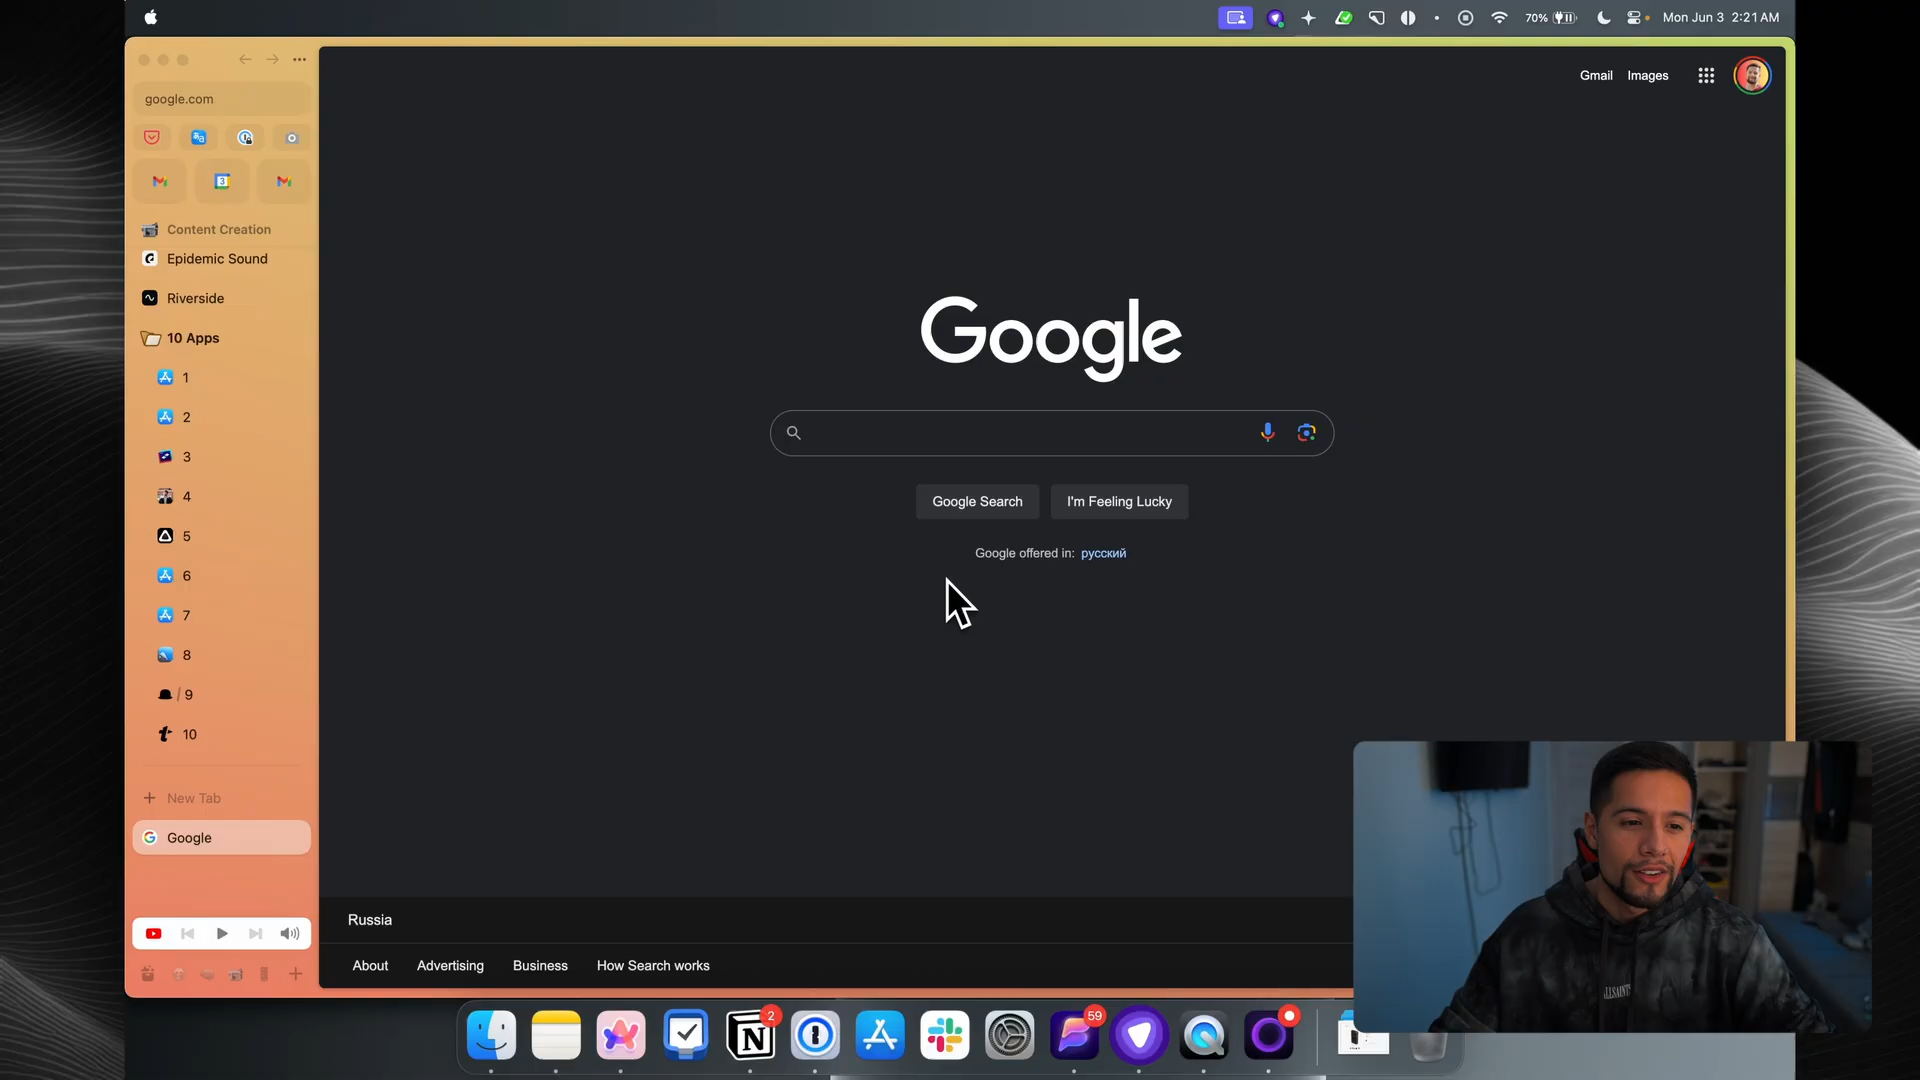 70%
Mon Jun 3 2:21 AM
google.com
3
Content Creation
Epidemic Sound
Riverside
10 Apps
1
2
3
4
5
6
7
8
/ 9
10
New Tab
Google
Gmail Images
Google
Google Search
I'm Feeling Lucky
Google offered in: русский
Russia
About Advertising Business How Search works
2
59
ALLSAINTS